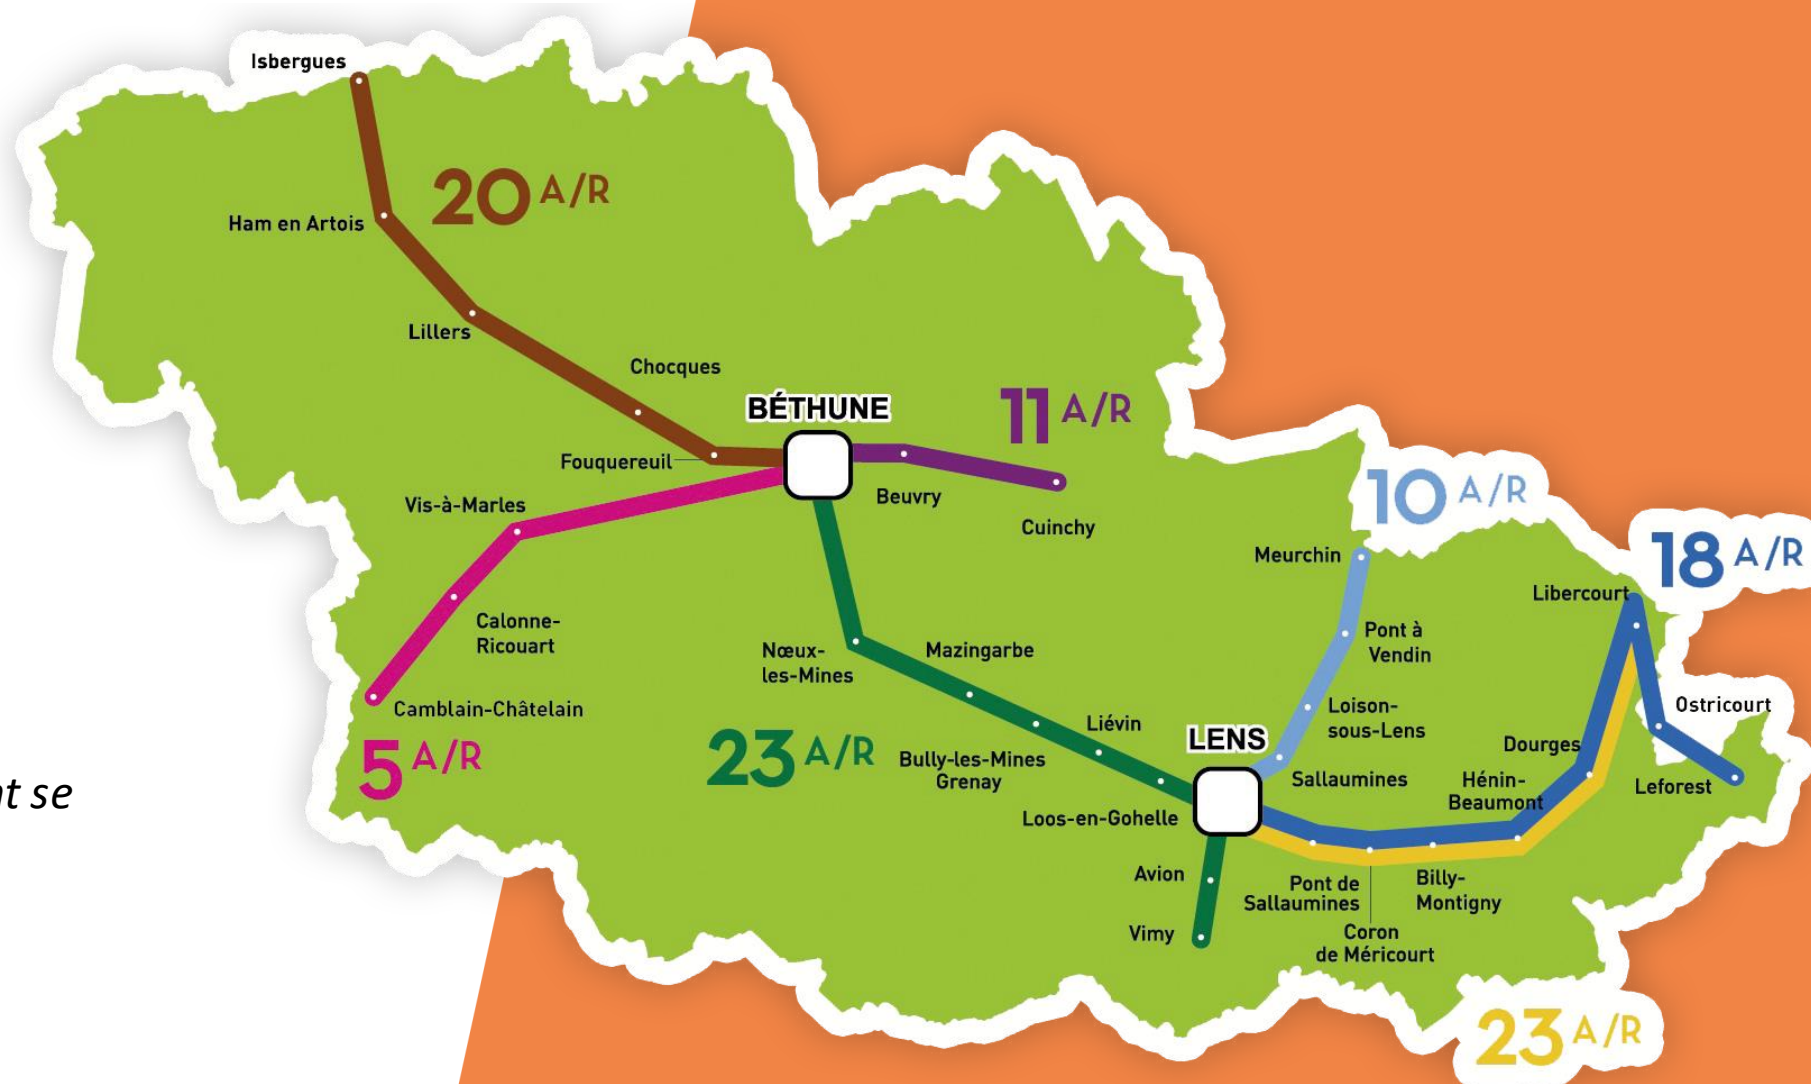 Isbergues
20 A/R
Ham en Artois
Lillers
Chocques
BÉTHUNE
11 A/R
Fouquereuil
Vis-à-Marles
Beuvry
Cuinchy
10 A/R
18 A/R
Meurchin
Libercourt
Calonne-
Ricouart
Pont à
Vendin
Nœux-
les-Mines
Mazingarbe
Camblain-Châtelain
Loison-
sous-Lens
Ostricourt
5 A/R
23 A/R
Liévin
LENS
Dourges
Bully-les-Mines
Grenay
Sallaumines
Hénin-
Beaumont
Leforest
nt se
Loos-en-Gohelle
Avion
Pont de
Sallaumines
Billy-
Montigny
Vimy
Coron
de Méricourt
23 A/R